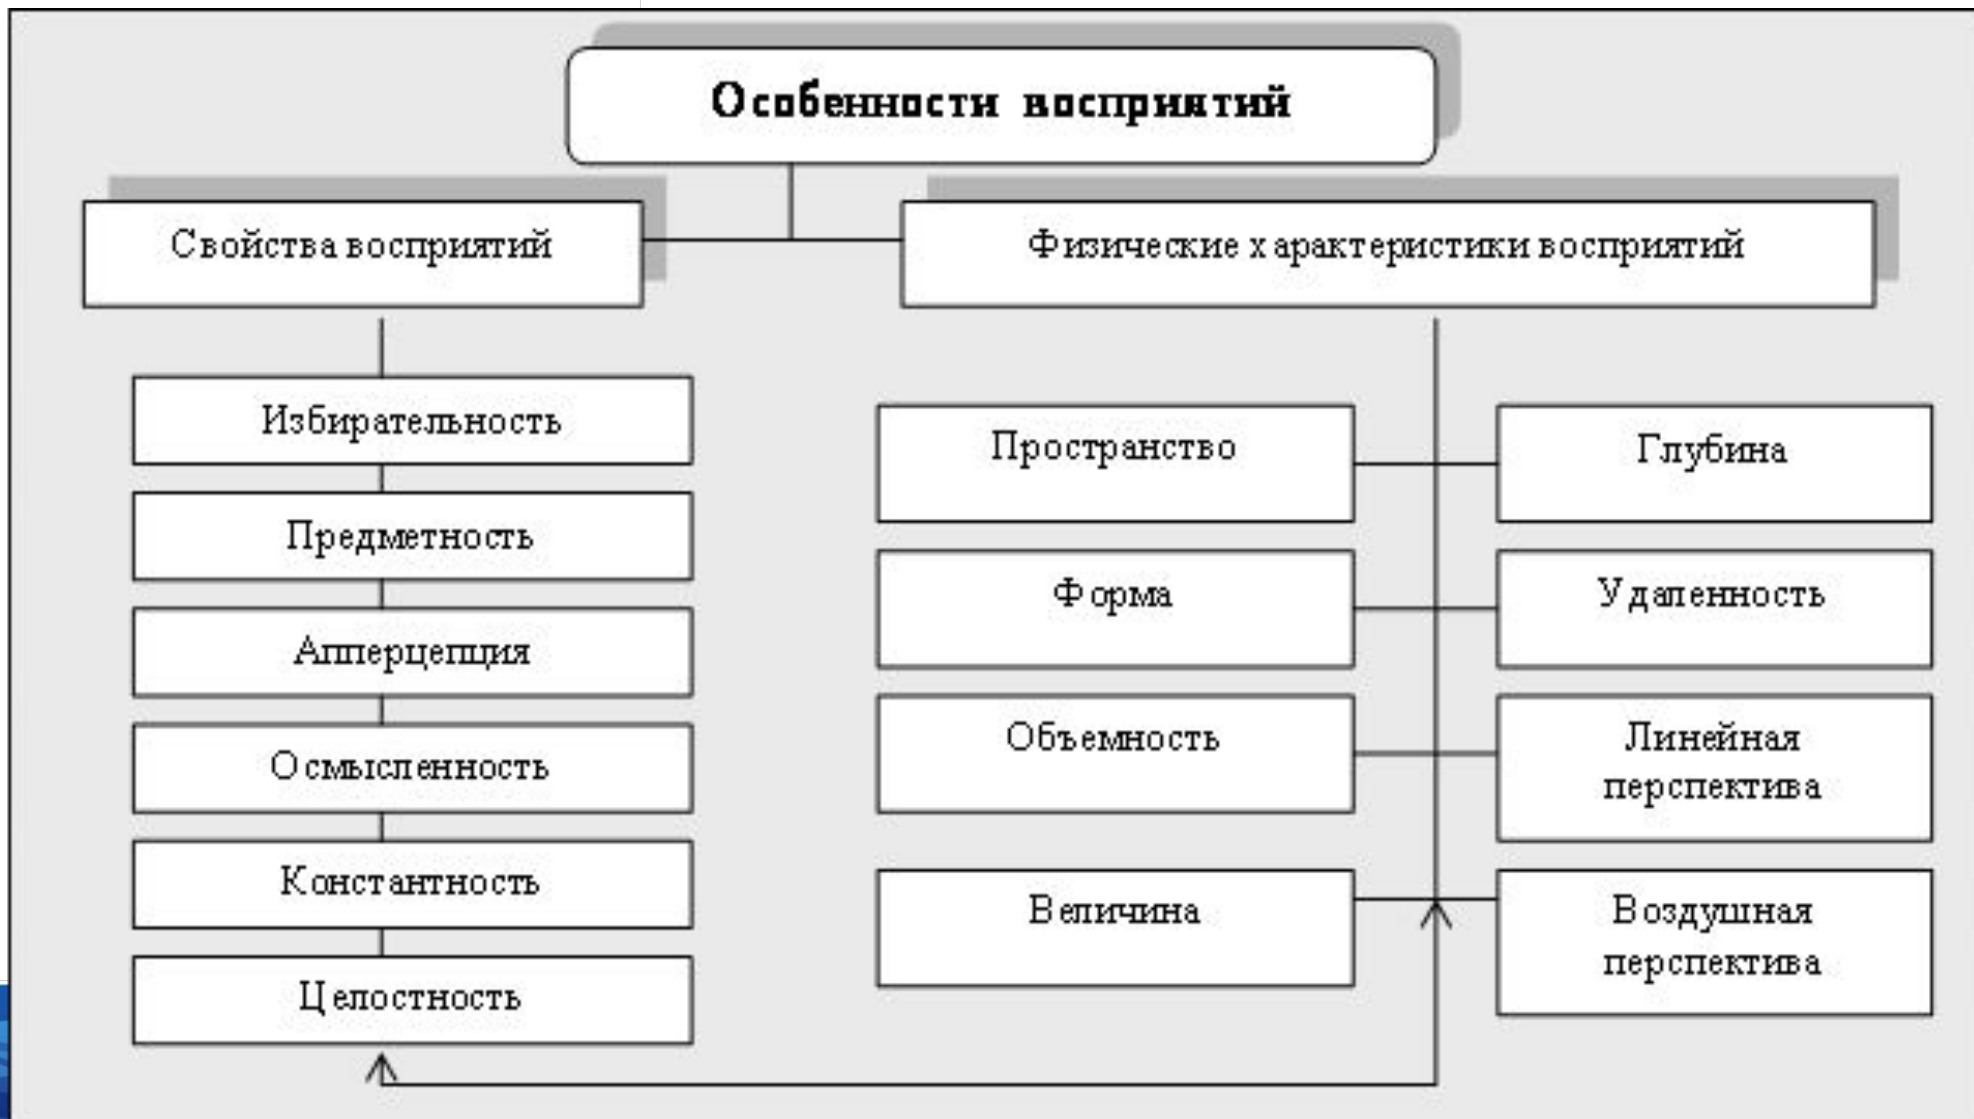 Особенности восприятий
Свойства восприятий
Физические характеристики восприятий
Избирательность
Предметность
Апперцепция
Осмысленность
Константность
Целостность
Пространство
Глубина
Форма
Удаленность
Объемность
Линейная
перспектива
Величина
Воздушная
перспектива